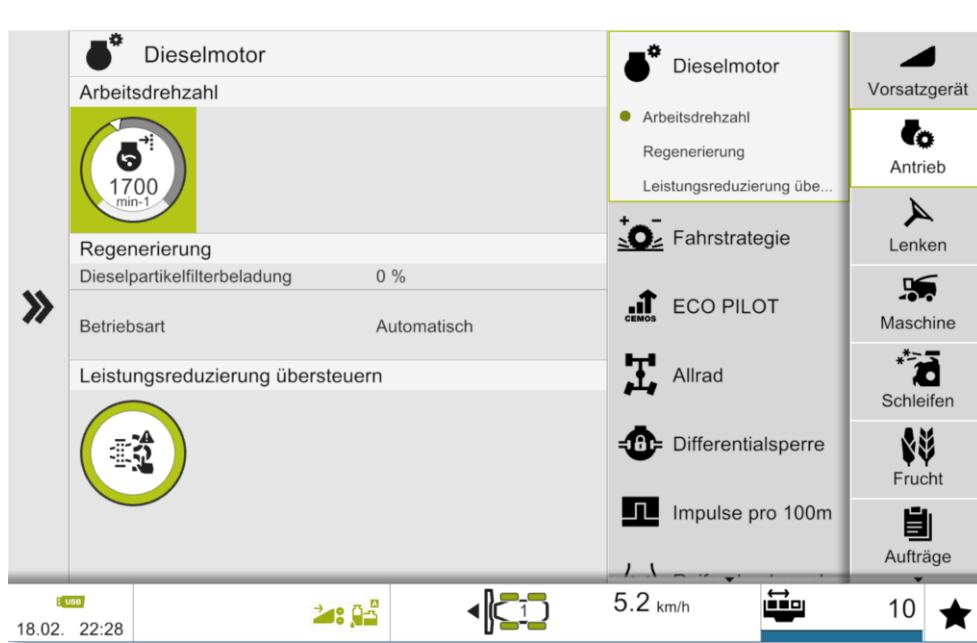 Dieselmotor
Arbeitsdrehzahl
1700
min-1
Regenerierung
Dieselpartikelfilterbeladung 0 %
Betriebsart Automatisch
Leistungsreduzierung übersteuern
Dieselmotor
Arbeitsdrehzahl
Regenerierung
Leistungsreduzierung übe...
+ −
Fahrstrategie
CEMOS
ECO PILOT
Allrad
Differentialsperre
Impulse pro 100m
Vorsatzgerät
Antrieb
Lenken
Maschine
Schleifen
Frucht
Aufträge
USB
18.02. 22:28
A
1
5.2 km/h
10